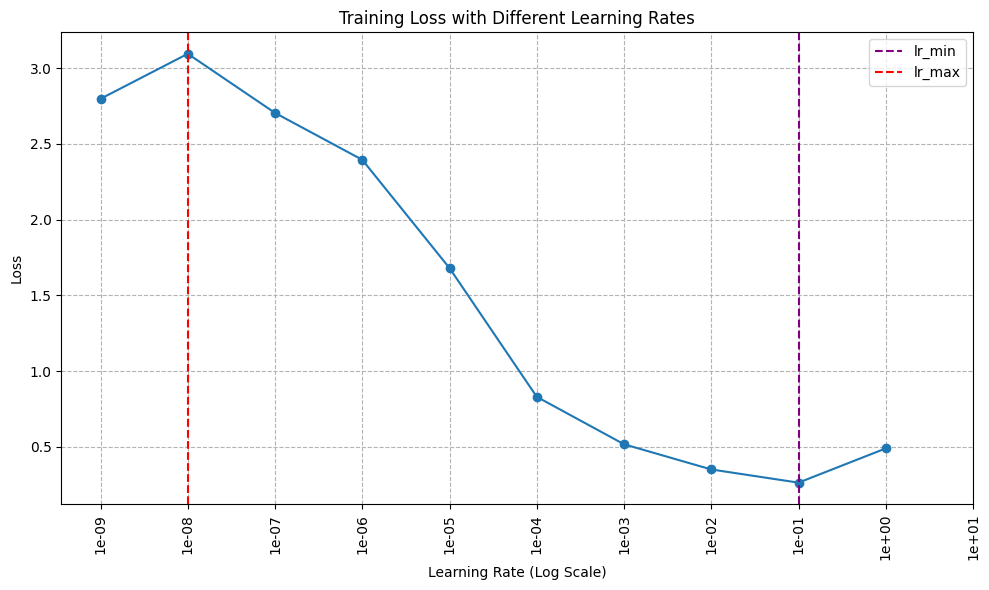 Training Loss with Different Learning Rates
lr_min
lr_max
3.0
2.5
2.0
1.5
1.0
0.5
Loss
1e-09
1e-08
1e-07
1e-06
1e-05
1e-04
1e-03
1e-02
1e-01
1e+00
1e+01
Learning Rate (Log Scale)